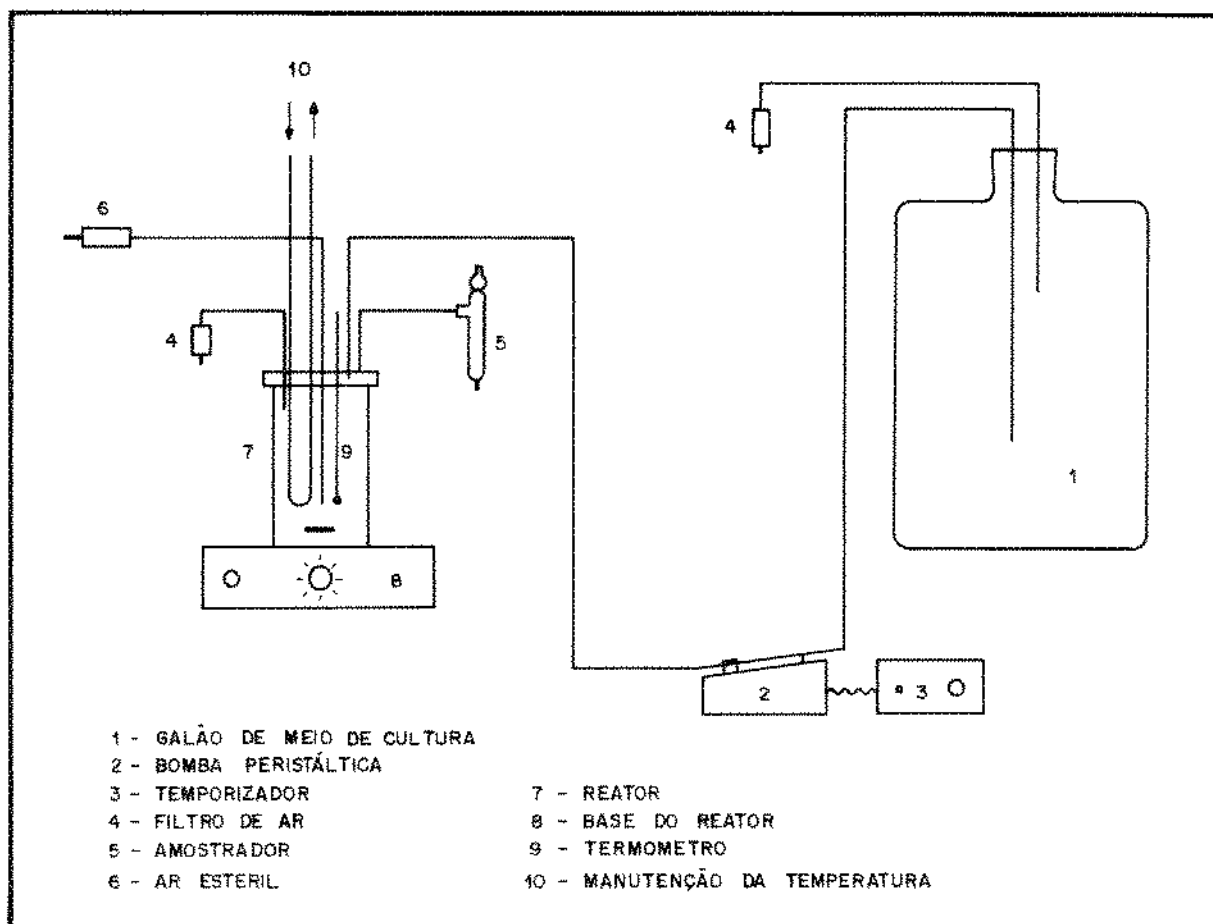 10
4
6
4
5
7
9
1
8
2
3
1 - GALÃO DE MEIO DE CULTURA
2 - BOMBA PERISTÁLTICA
3 - TEMPORIZADOR
4 - FILTRO DE AR
5 - AMOSTRADOR
6 - AR ESTERIL
7 - REATOR
8 - BASE DO REATOR
9 - TERMOMETRO
10 - MANUTENÇÃO DA TEMPERATURA